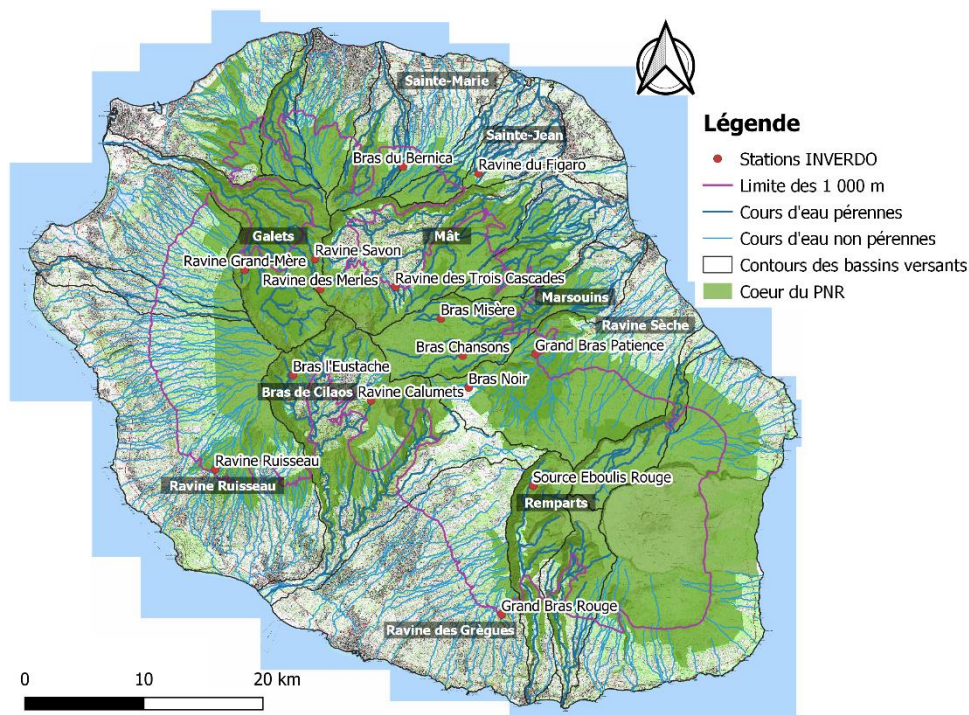 Sainte-Marie
Sainte-Jean
Bras du Bernica
Ravine du Figaro
Galets
Mât
Ravine Savon
Ravine Grand-Mère
Ravine des Merles
Ravine des Trois Cascades
Marsouins
Bras Misère
Ravine Sèche
Bras Chansons
Grand Bras Patience
Bras l'Eustache
Bras Noir
Bras de Cilaos
Ravine Calumets
Ravine Ruisseau
Ravine Ruisseau
Source Eboulis Rouge
Remparts
Grand Bras Rouge
Ravine des Grègues
Légende
Stations INVERDO
Limite des 1 000 m
Cours d'eau pérennes
Cours d'eau non pérennes
Contours des bassins versants
Coeur du PNR
0 10 20 km